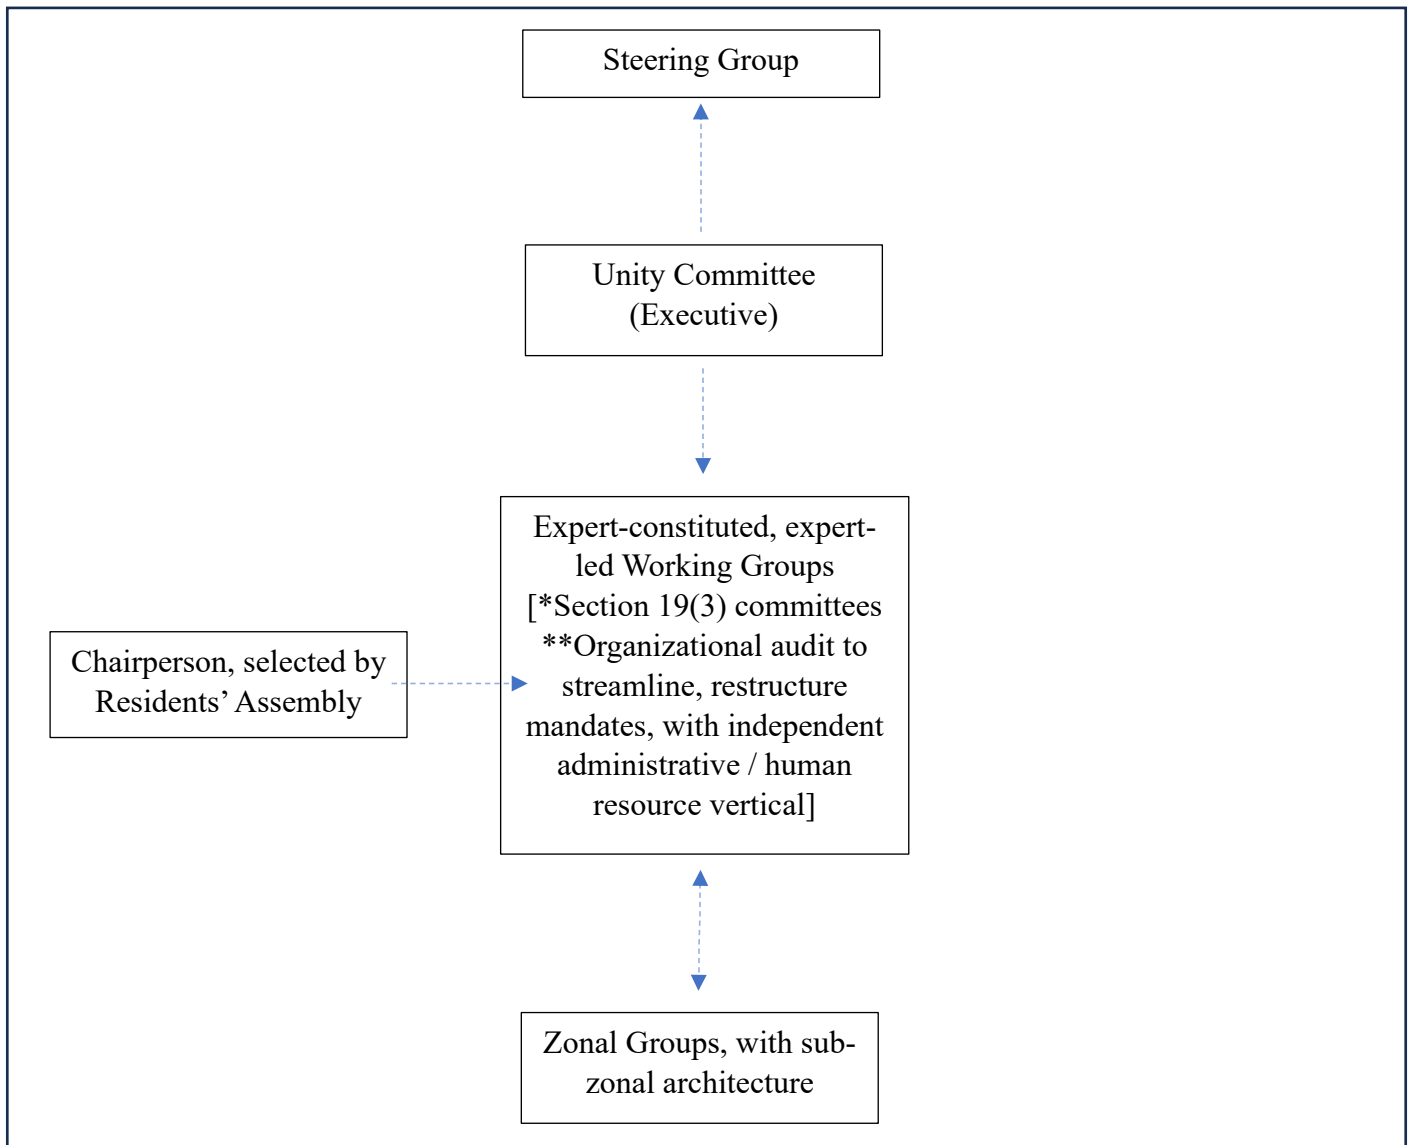 Steering Group
Unity Committee
(Executive)
Expert-constituted, expert-
led Working Groups
[*Section 19(3) committees
**Organizational audit to
streamline, restructure
mandates, with independent
administrative / human
resource vertical]
Chairperson, selected by
Residents’ Assembly
Zonal Groups, with sub-
zonal architecture